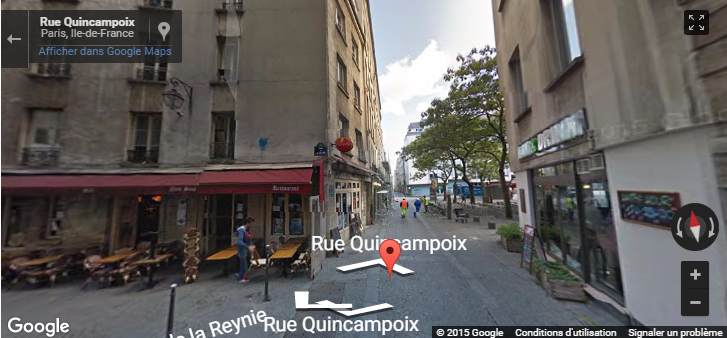 Rue Quincampoix
Paris, Ile-de-France
Afficher dans Google Maps
Restaurant
Rue Quincampoix
de la Reynie
Rue Quincampoix
Google
© 2015 Google
Conditions d'utilisation
Signaler un problème